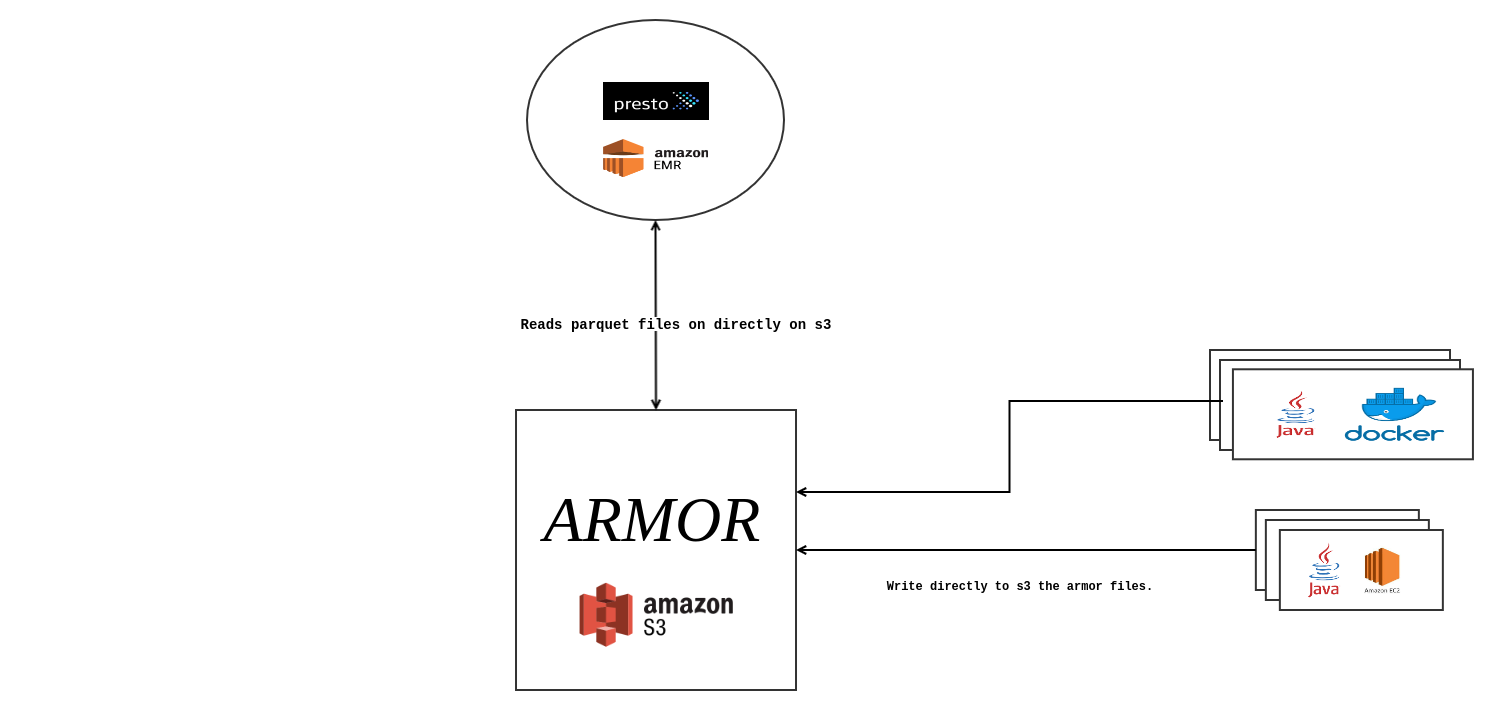 presto
amazon
EMR
Reads parquet files on directly on s3
Java
docker
ARMOR
Java
Amazon EC2
Write directly to s3 the armor files.
amazon
S3